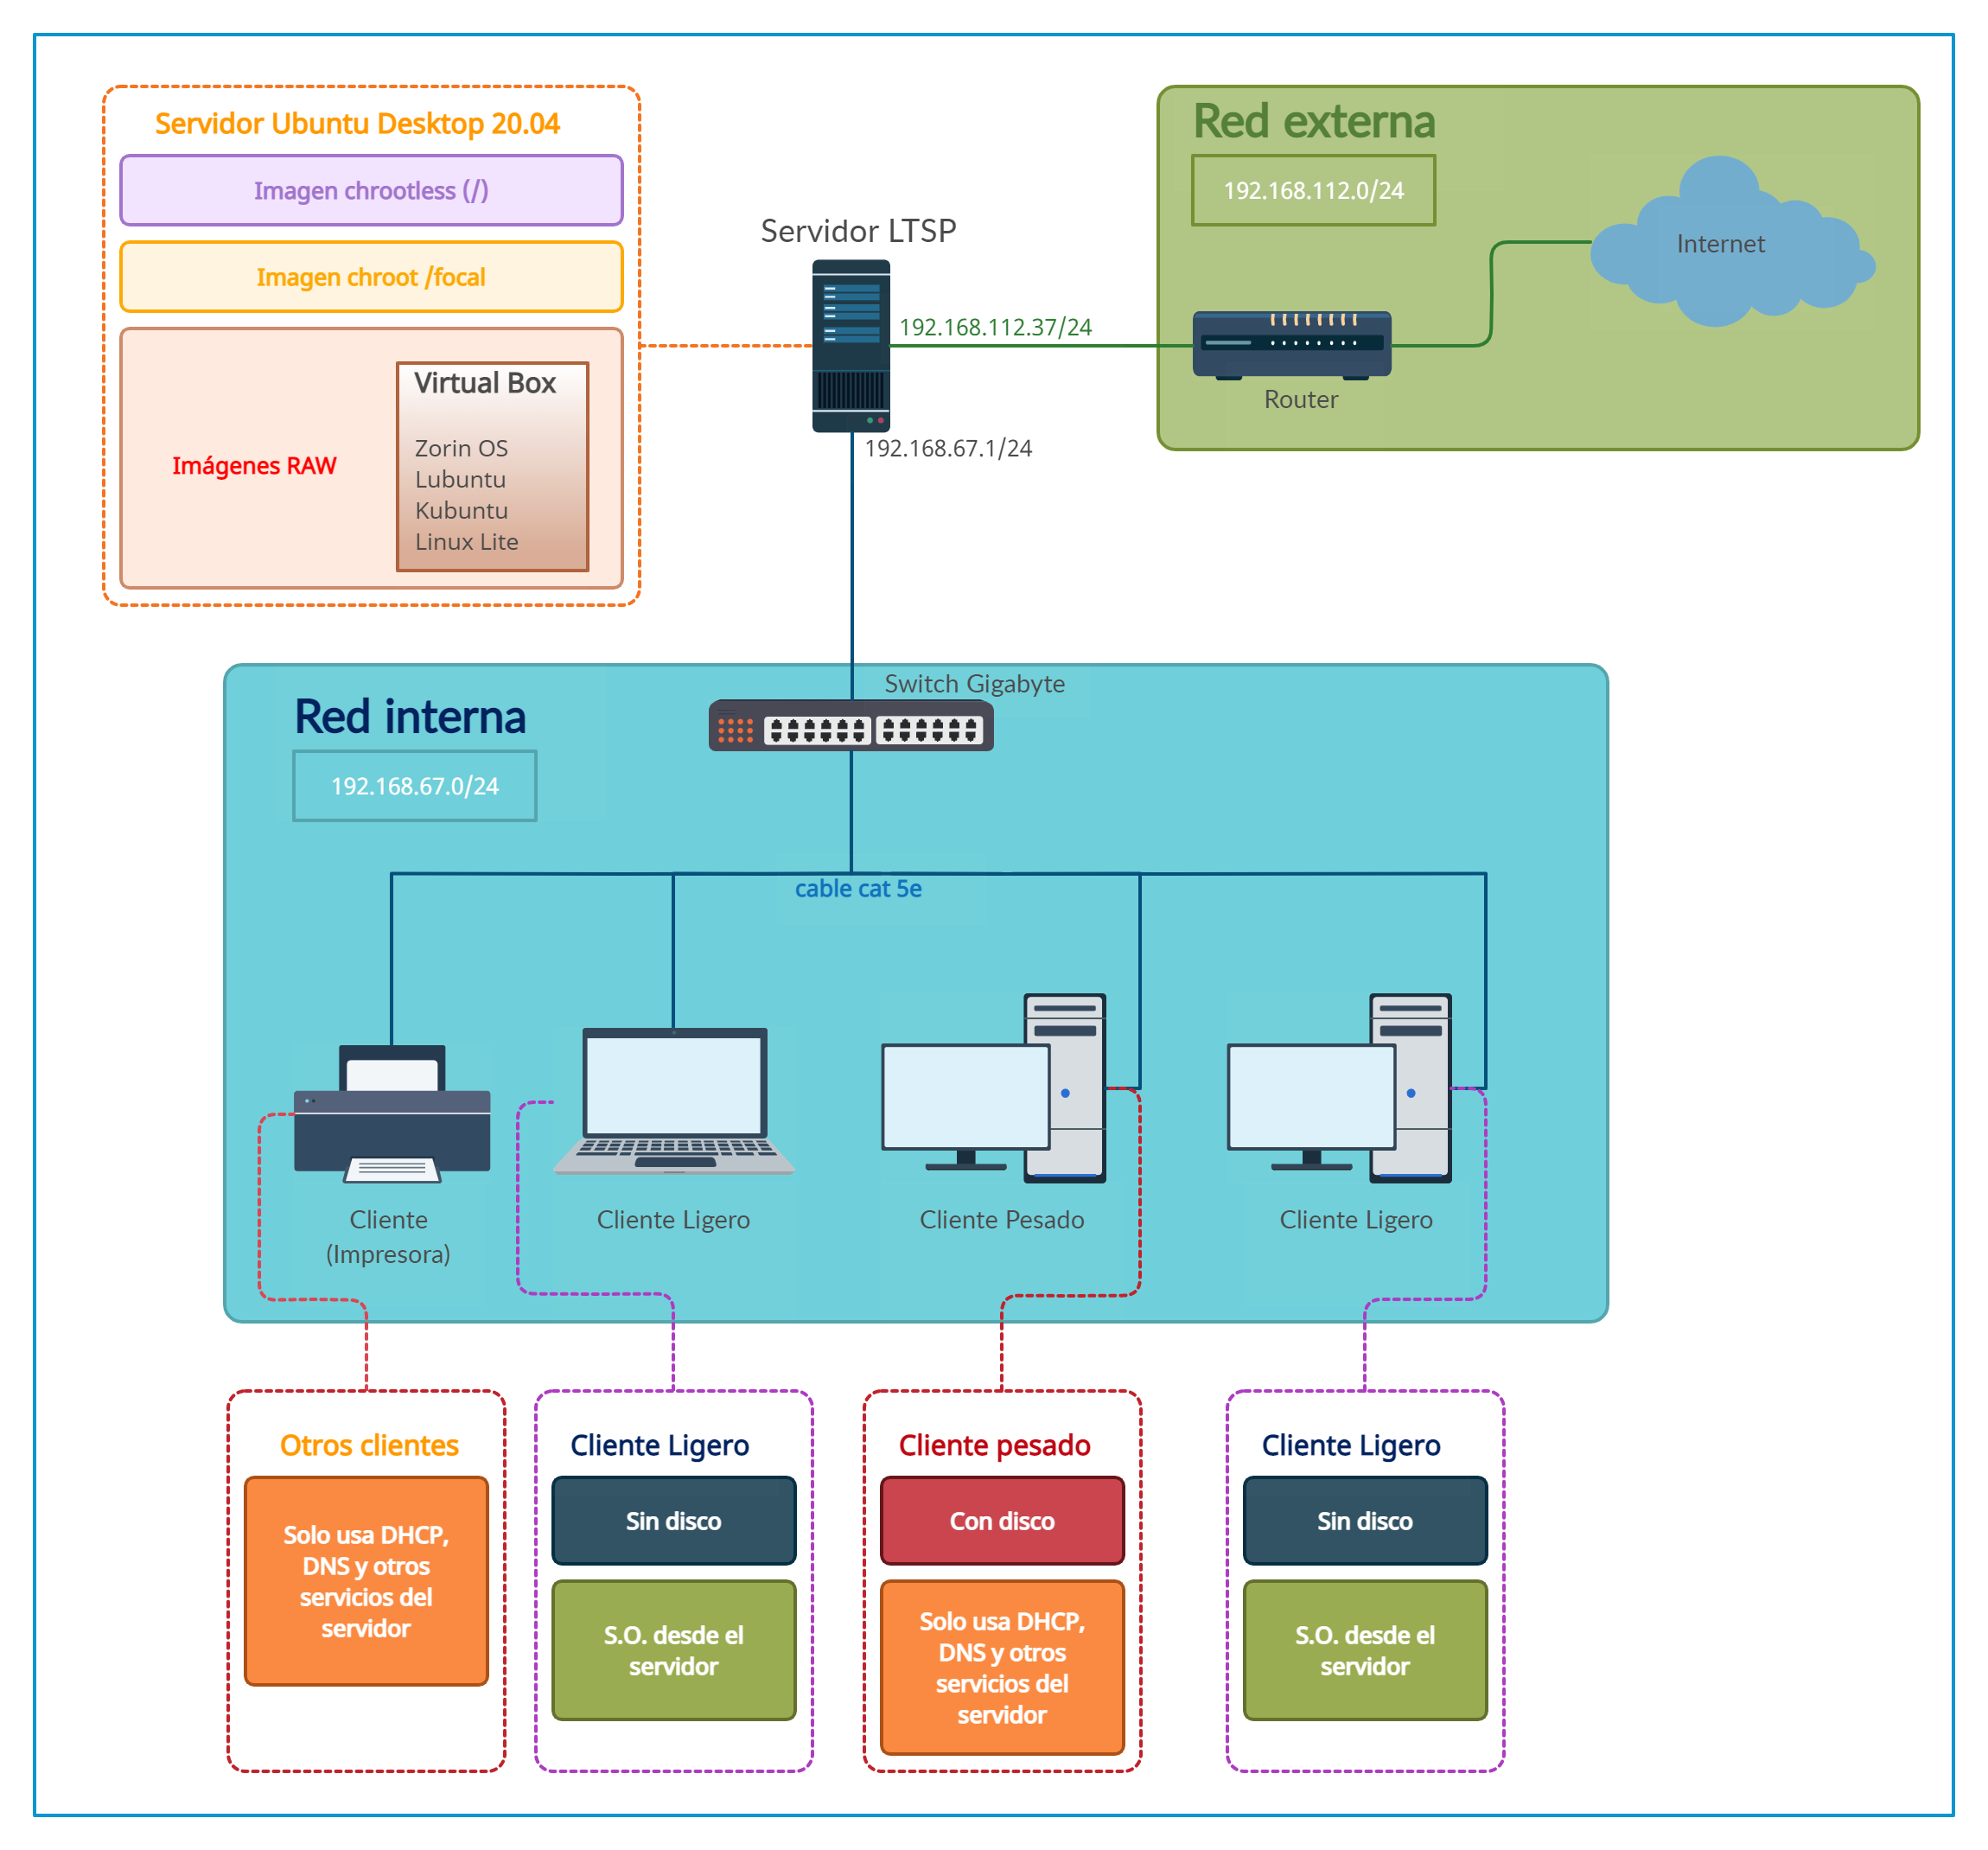 Servidor Ubuntu Desktop 20.04
Imagen chrootless (/)
Imagen chroot /focal
Imágenes RAW
Virtual Box
Zorin OS
Lubuntu
Kubuntu
Linux Lite
Servidor LTSP
192.168.112.37/24
192.168.67.1/24
Red externa
192.168.112.0/24
Internet
Router
Red interna
192.168.67.0/24
Switch Gigabyte
cable cat 5e
Cliente
(Impresora)
Cliente Ligero
Cliente Pesado
Cliente Ligero
Otros clientes
Solo usa DHCP,
DNS y otros
servicios del
servidor
Cliente Ligero
Sin disco
S.O. desde el
servidor
Cliente pesado
Con disco
Solo usa DHCP,
DNS y otros
servicios del
servidor
Cliente Ligero
Sin disco
S.O. desde el
servidor